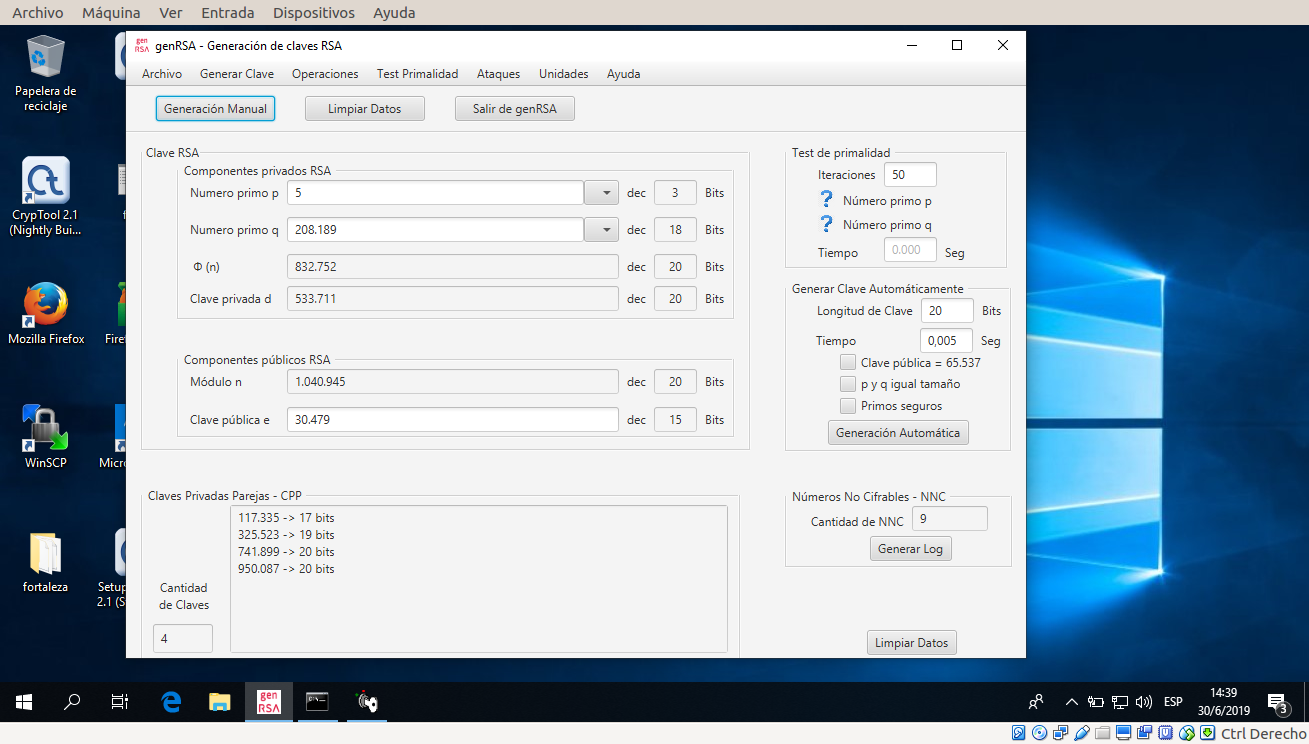 Archivo Máquina Ver Entrada Dispositivos Ayuda
Papelera de
reciclaje
CrypTool 2.1
(Nightly Bui...
Mozilla Firefox
WinSCP
fortaleza
Setup
2.1 (S
gen
RSA
genRSA - Generación de claves RSA
Archivo Generar Clave Operaciones Test Primalidad Ataques Unidades Ayuda
Generación Manual Limpiar Datos Salir de genRSA
Clave RSA
Componentes privados RSA
Numero primo p 5 dec 3 Bits
Numero primo q 208.189 dec 18 Bits
Φ (n) 832.752 dec 20 Bits
Clave privada d 533.711 dec 20 Bits
Componentes públicos RSA
Módulo n 1.040.945 dec 20 Bits
Clave pública e 30.479 dec 15 Bits
Test de primalidad
Iteraciones 50
? Número primo p
? Número primo q
Tiempo 0.000 Seg
Generar Clave Automáticamente
Longitud de Clave 20 Bits
Tiempo 0,005 Seg
Clave pública = 65.537
p y q igual tamaño
Primos seguros
Generación Automática
Claves Privadas Parejas - CPP
117.335 -> 17 bits
325.523 -> 19 bits
741.899 -> 20 bits
950.087 -> 20 bits
Cantidad
de Claves
4
Números No Cifrables - NNC
Cantidad de NNC 9
Generar Log
Limpiar Datos
gen
RSA
ESP
14:39
30/6/2019
3
Ctrl Derecho